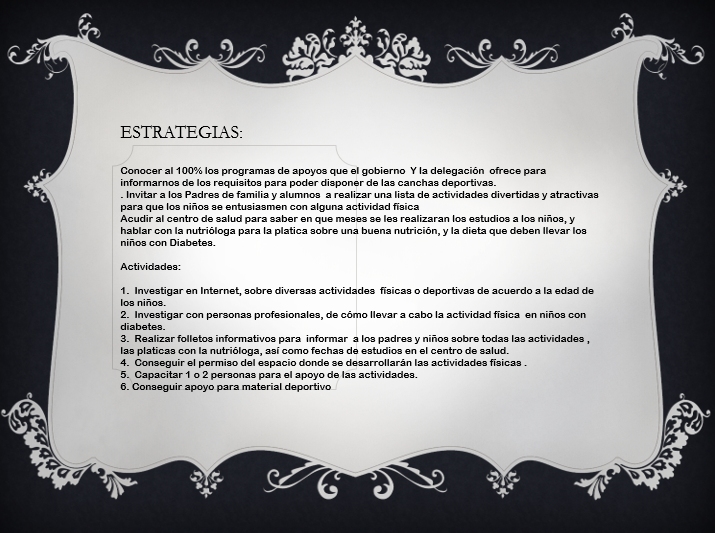 ESTRATEGIAS:
Conocer al 100% los programas de apoyos que el gobierno Y la delegación ofrece para
informarnos de los requisitos para poder disponer de las canchas deportivas.
. Invitar a los Padres de familia y alumnos a realizar una lista de actividades divertidas y atractivas
para que los niños se entusiasmen con alguna actividad física
Acudir al centro de salud para saber en que meses se les realizaran los estudios a los niños, y
hablar con la nutrióloga para la platica sobre una buena nutrición, y la dieta que deben llevar los
niños con Diabetes.
Actividades:
1. Investigar en Internet, sobre diversas actividades físicas o deportivas de acuerdo a la edad de
los niños.
2. Investigar con personas profesionales, de cómo llevar a cabo la actividad física en niños con
diabetes.
3. Realizar folletos informativos para informar a los padres y niños sobre todas las actividades ,
las platicas con la nutrióloga, así como fechas de estudios en el centro de salud.
4. Conseguir el permiso del espacio donde se desarrollarán las actividades físicas .
5. Capacitar 1 o 2 personas para el apoyo de las actividades.
6. Conseguir apoyo para material deportivo